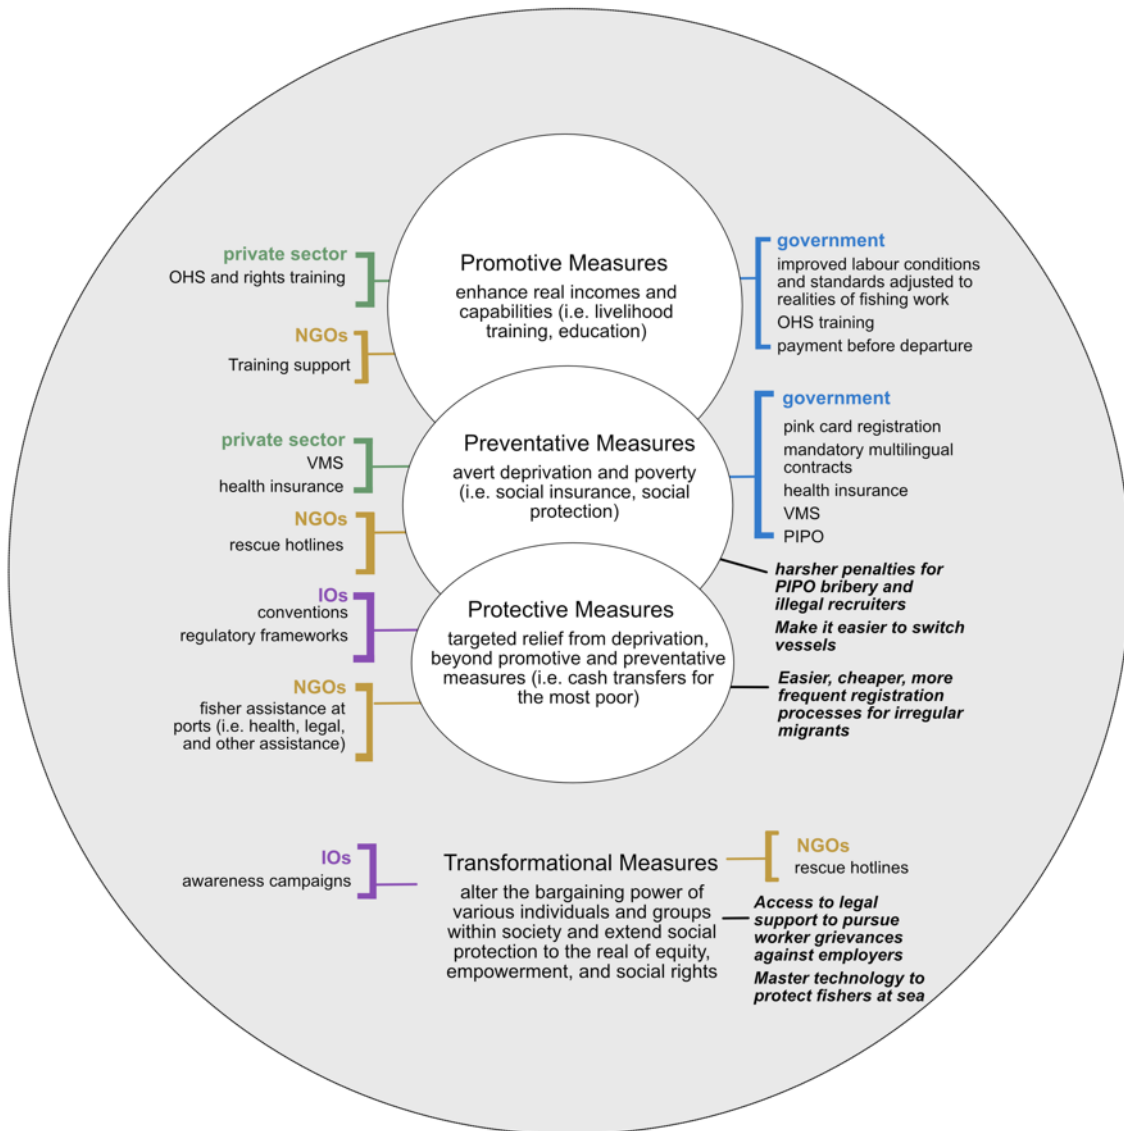 Promotive Measures
enhance real incomes and
capabilities (i.e. livelihood
training, education)
private sector
OHS and rights training
NGOs
Training support
government
improved labour conditions
and standards adjusted to
realities of fishing work
OHS training
payment before departure
Preventative Measures
avert deprivation and poverty
(i.e. social insurance, social
protection)
private sector
VMS
health insurance
NGOs
rescue hotlines
government
pink card registration
mandatory multilingual
contracts
health insurance
VMS
PIPO
harsher penalties for
PIPO bribery and
illegal recruiters
Make it easier to switch
vessels
Protective Measures
targeted relief from deprivation,
beyond promotive and preventative
measures (i.e. cash transfers for
the most poor)
IOs
conventions
regulatory frameworks
NGOs
fisher assistance at
ports (i.e. health, legal,
and other assistance)
Easier, cheaper, more
frequent registration
processes for irregular
migrants
Transformational Measures
alter the bargaining power of
various individuals and groups
within society and extend social
protection to the real of equity,
empowerment, and social rights
IOs
awareness campaigns
NGOs
rescue hotlines
Access to legal
support to pursue
worker grievances
against employers
Master technology to
protect fishers at sea